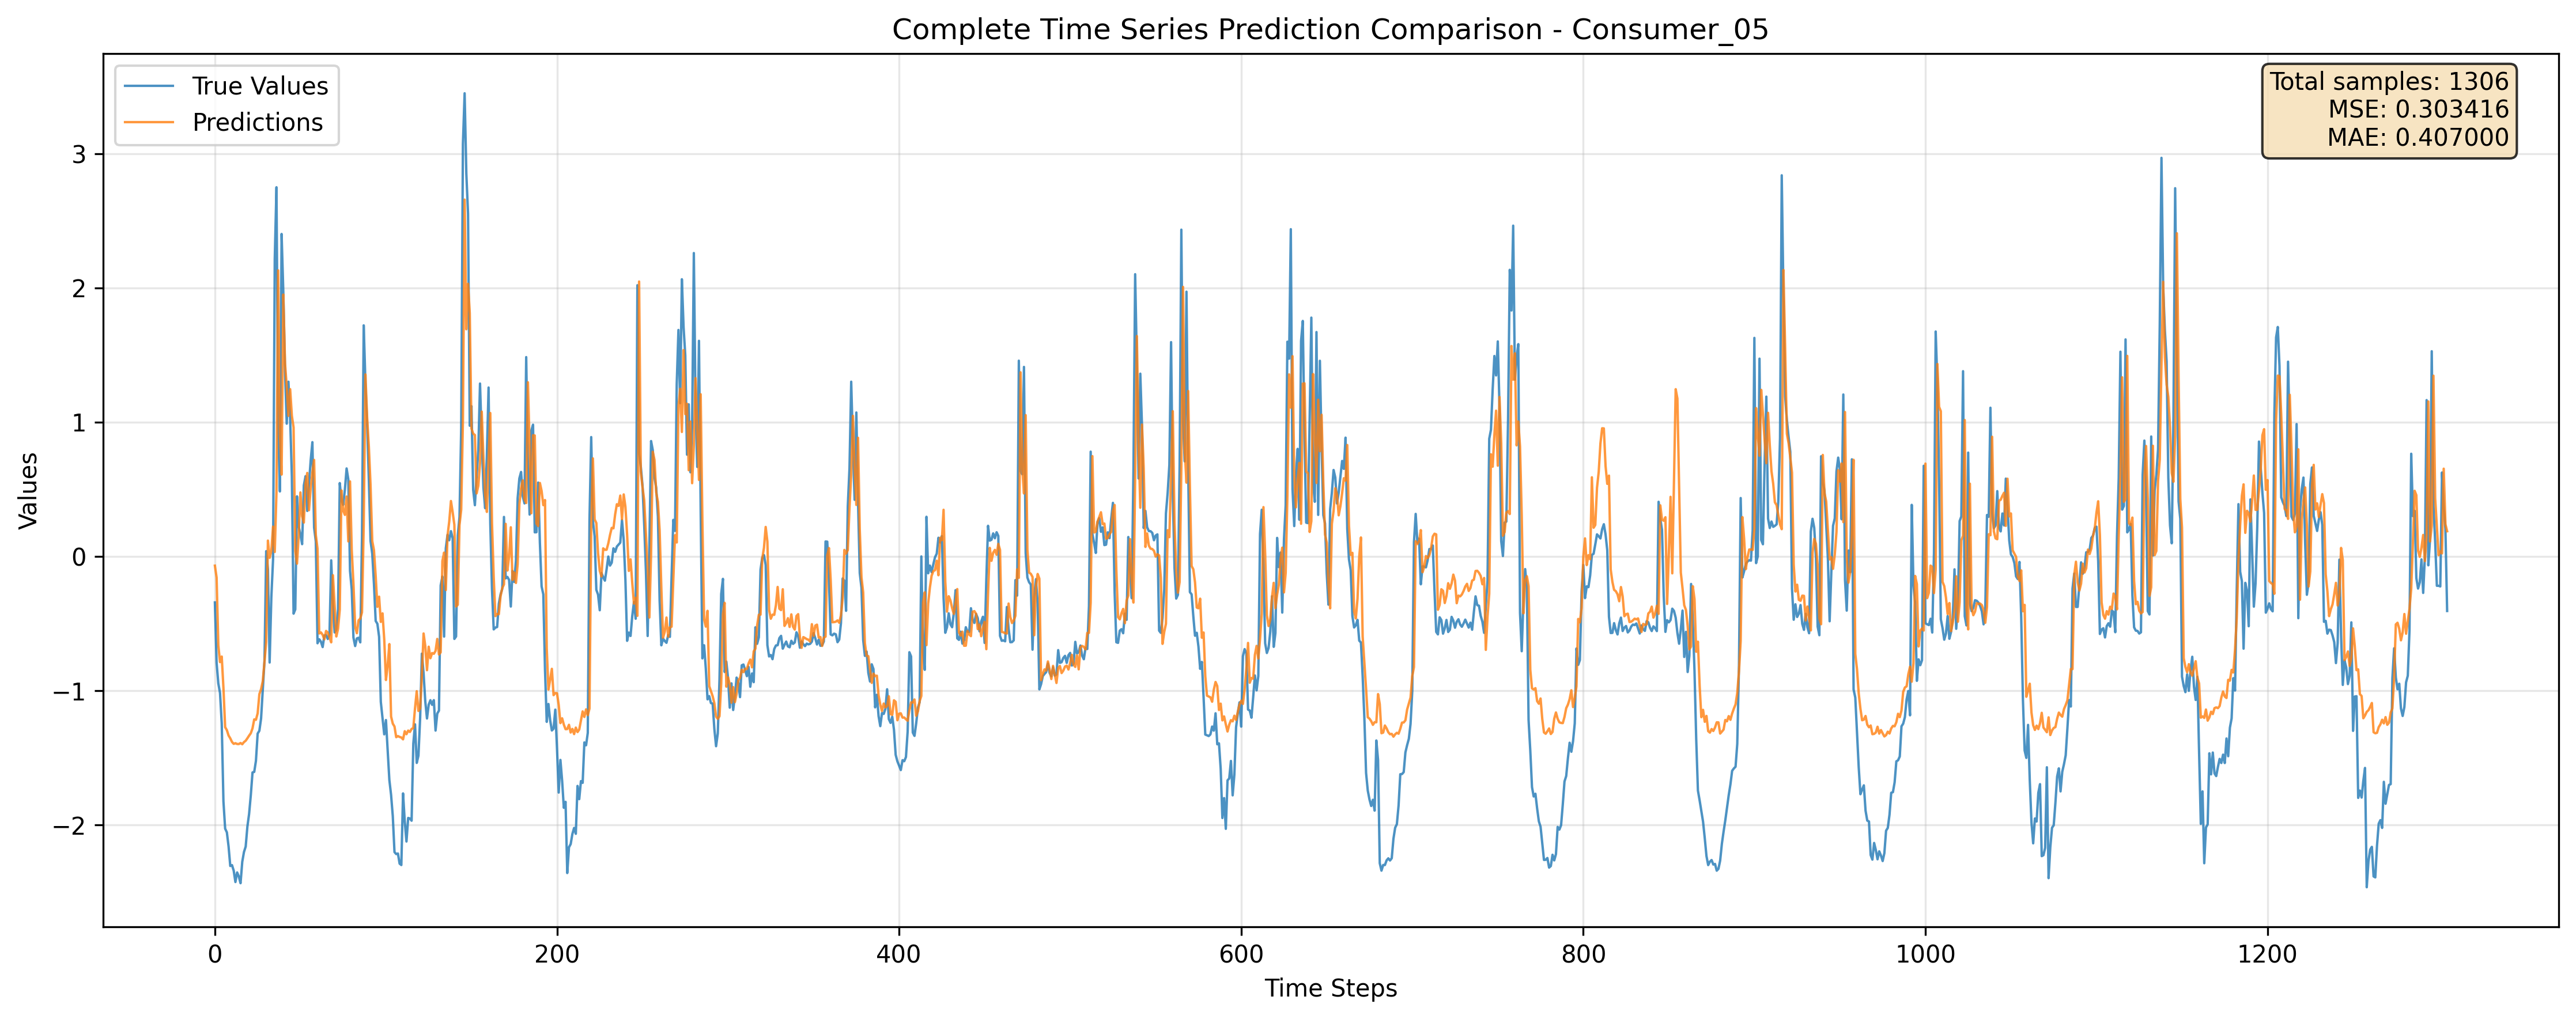 Complete Time Series Prediction Comparison - Consumer_05
True Values
Predictions
Total samples: 1306
MSE: 0.303416
MAE: 0.407000
Values
3
2
1
0
−1
−2
0
200
400
600
800
1000
1200
Time Steps